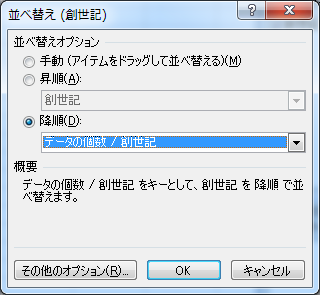 並べ替え (創世記)
並べ替えオプション
手動 (アイテムをドラッグして並べ替える)(M)
昇順(A):
創世記
降順(D):
データの個数 / 創世記
概要
データの個数 / 創世記 をキーとして、創世記 を 降順 で並
べ替えます。
その他のオプション(R)... OK キャンセル